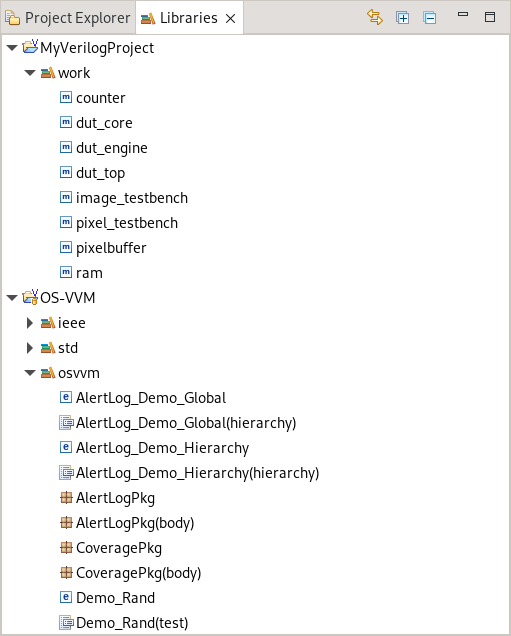 Project Explorer Libraries
MyVerilogProject
work
counter
dut_core
dut_engine
dut_top
image_testbench
pixel_testbench
pixelbuffer
ram
OS-VVM
ieee
std
osvvm
AlertLog_Demo_Global
AlertLog_Demo_Global(hierarchy)
AlertLog_Demo_Hierarchy
AlertLog_Demo_Hierarchy(hierarchy)
AlertLogPkg
AlertLogPkg(body)
CoveragePkg
CoveragePkg(body)
Demo_Rand
Demo_Rand(test)